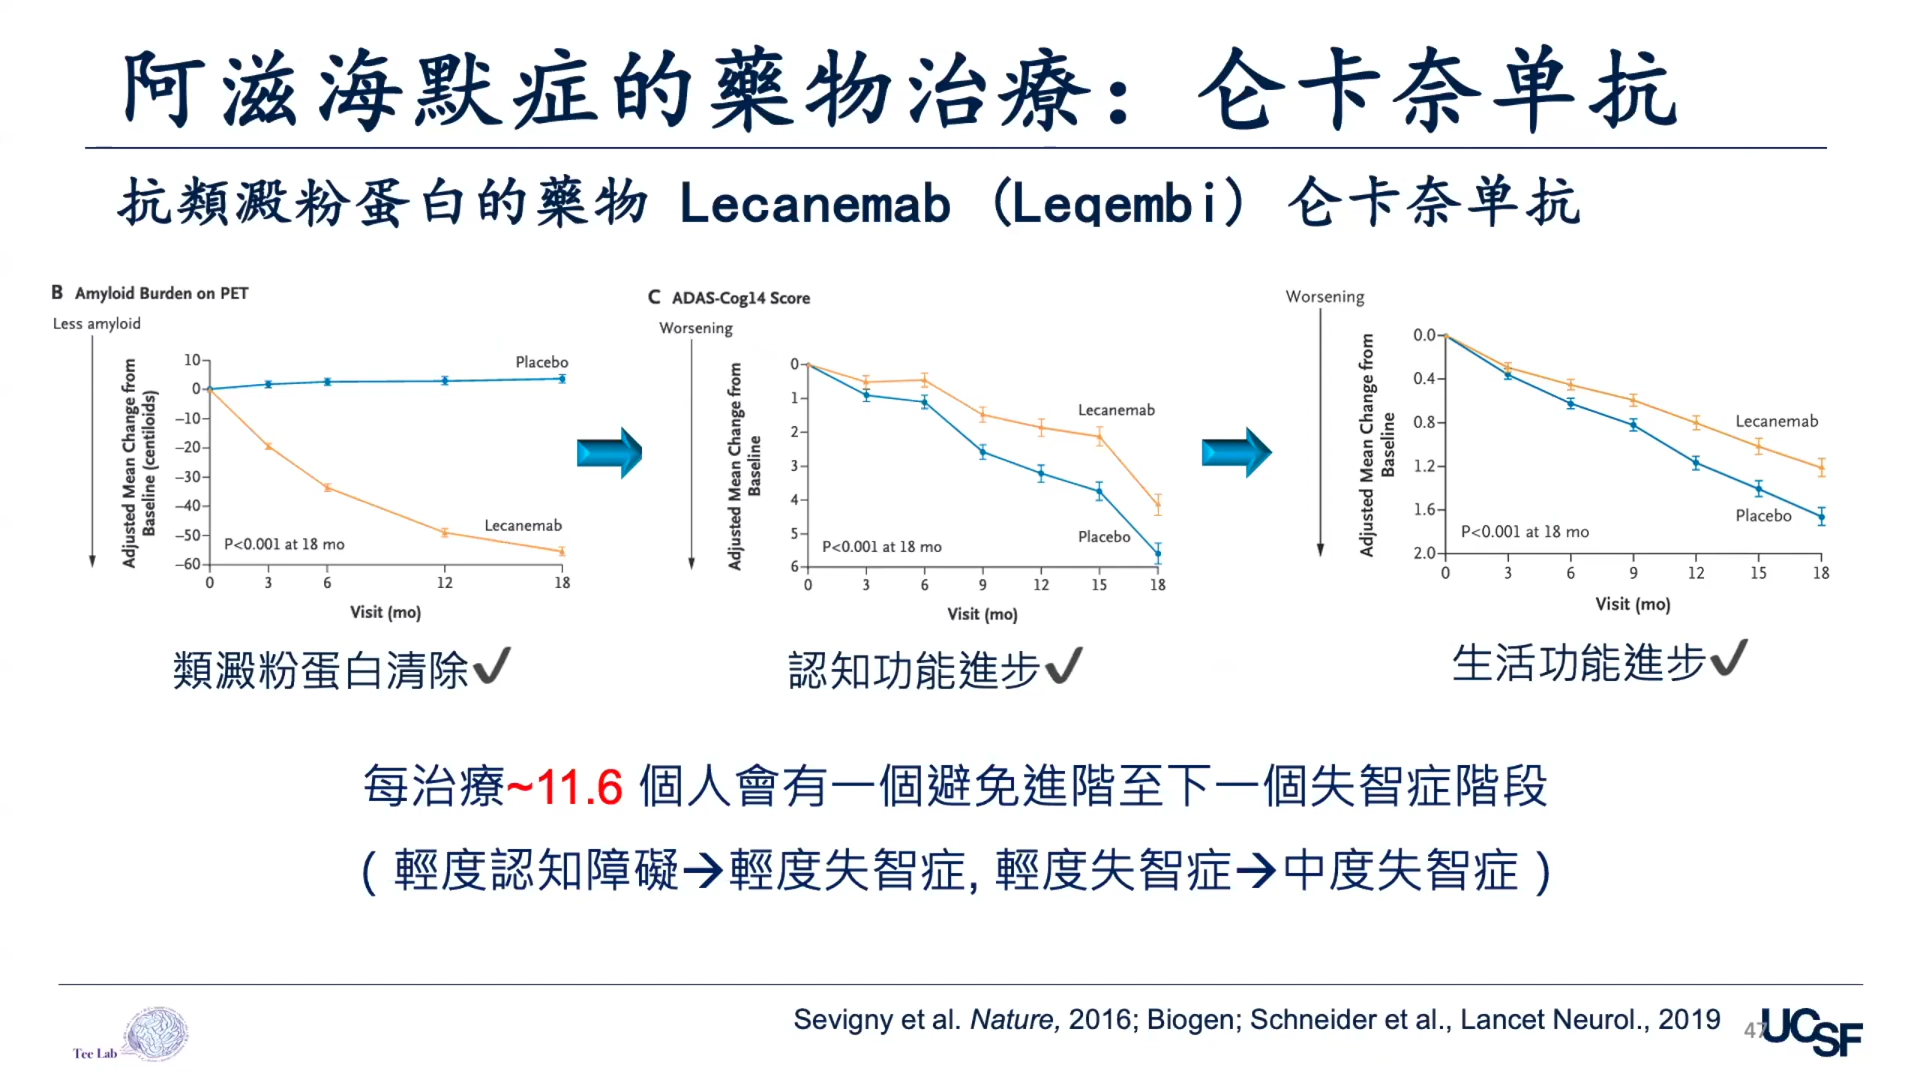 阿滋海默症的藥物治療：仑卡奈单抗
抗類澱粉蛋白的藥物 Lecanemab (Leqembi) 仑卡奈单抗
B Amyloid Burden on PET
Less amyloid
Adjusted Mean Change from
Baseline (centiloids)
10
0
−10
−20
−30
−40
−50
−60
Placebo
Lecanemab
P<0.001 at 18 mo
0 3 6 12 18
Visit (mo)
C ADAS-Cog14 Score
Worsening
Adjusted Mean Change from
Baseline
0
1
2
3
4
5
6
Lecanemab
Placebo
P<0.001 at 18 mo
0 3 6 9 12 15 18
Visit (mo)
Worsening
Adjusted Mean Change from
Baseline
0.0
0.4
0.8
1.2
1.6
2.0
Lecanemab
Placebo
P<0.001 at 18 mo
0 3 6 9 12 15 18
Visit (mo)
類澱粉蛋白清除✔
認知功能進步✔
生活功能進步✔
每治療~11.6 個人會有一個避免進階至下一個失智症階段
( 輕度認知障礙→輕度失智症, 輕度失智症→中度失智症 )
Tee Lab
Sevigny et al. Nature, 2016; Biogen; Schneider et al., Lancet Neurol., 2019
47
UCSF